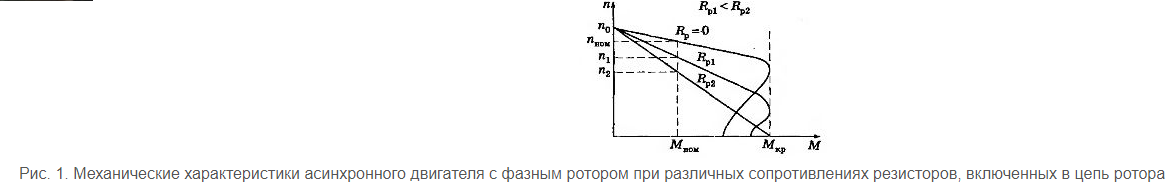 n
R_p1 < R_p2
n_0
R_p = 0
n_ном
n_1
R_p1
n_2
R_p2
M_ном
M_кр
M
Рис. 1. Механические характеристики асинхронного двигателя с фазным ротором при различных сопротивлениях резисторов, включенных в цепь ротора